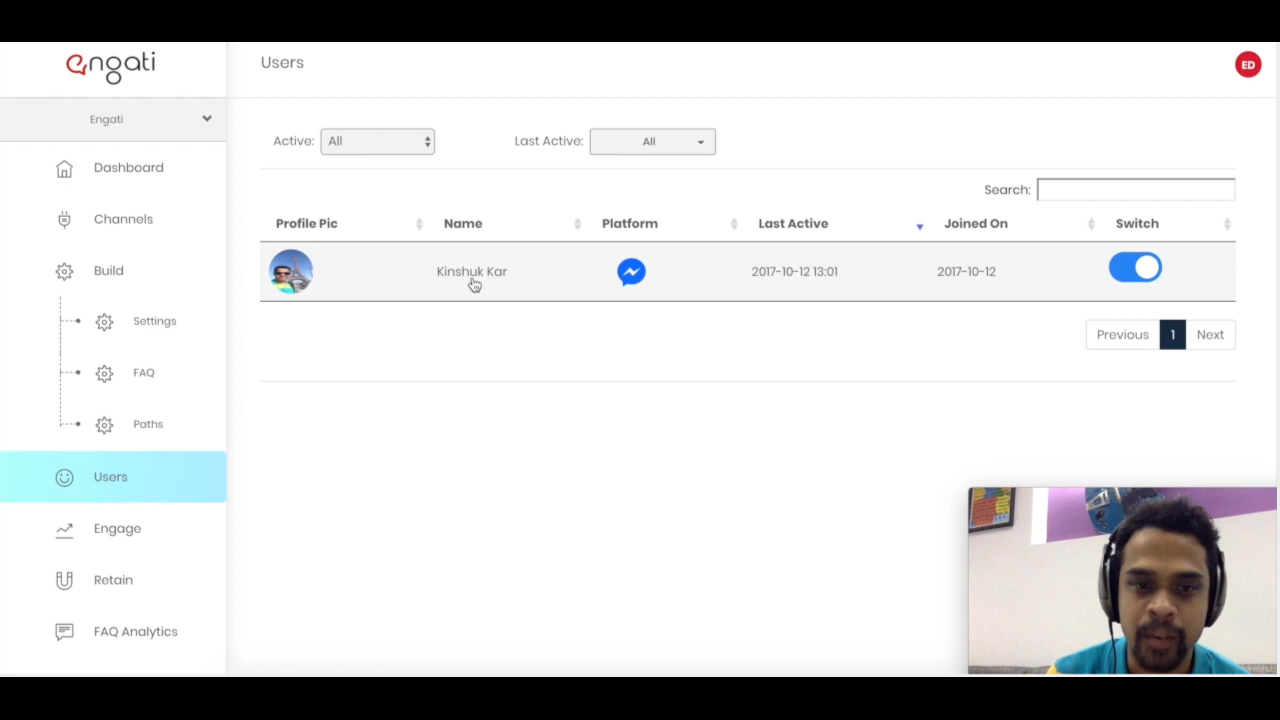 engati
Users
ED
Engati
Active: All
Last Active: All
Search:
Profile Pic Name Platform Last Active Joined On Switch
Kinshuk Kar 2017-10-12 13:01 2017-10-12
Previous 1 Next
Dashboard
Channels
Build
Settings
FAQ
Paths
Users
Engage
Retain
FAQ Analytics